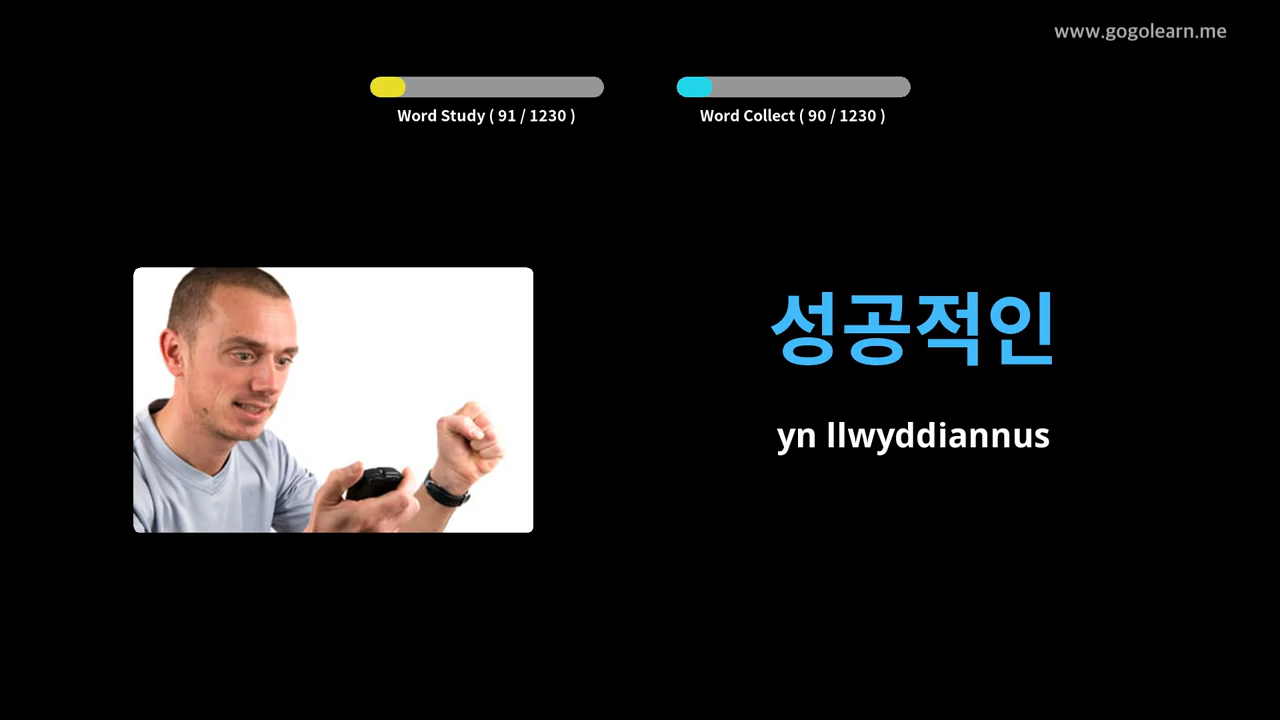 www.gogolearn.me
Word Study ( 91 / 1230 )
Word Collect ( 90 / 1230 )
성공적인
yn llwyddiannus